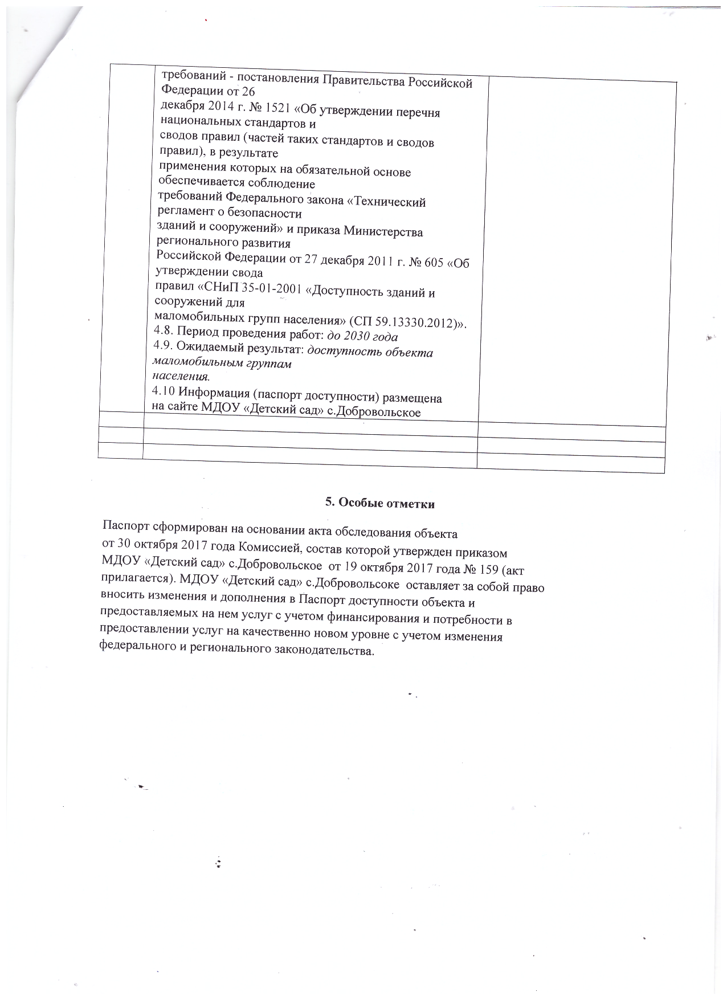 требований - постановления Правительства Российской
Федерации от 26
декабря 2014 г. № 1521 «Об утверждении перечня
национальных стандартов и
сводов правил (частей таких стандартов и сводов
правил), в результате
применения которых на обязательной основе
обеспечивается соблюдение
требований Федерального закона «Технический
регламент о безопасности
зданий и сооружений» и приказа Министерства
регионального развития
Российской Федерации от 27 декабря 2011 г. № 605 «Об
утверждении свода
правил «СНиП 35-01-2001 «Доступность зданий и
сооружений для
маломобильных групп населения» (СП 59.13330.2012)».
4.8. Период проведения работ: до 2030 года
4.9. Ожидаемый результат: доступность объекта
маломобильным группам
населения.
4.10 Информация (паспорт доступности) размещена
на сайте МДОУ «Детский сад» с.Добровольское
5. Особые отметки
Паспорт сформирован на основании акта обследования объекта
от 30 октября 2017 года Комиссией, состав которой утвержден приказом
МДОУ «Детский сад» с.Добровольское от 19 октября 2017 года № 159 (акт
прилагается). МДОУ «Детский сад» с.Добровольсоке оставляет за собой право
вносить изменения и дополнения в Паспорт доступности объекта и
предоставляемых на нем услуг с учетом финансирования и потребности в
предоставлении услуг на качественно новом уровне с учетом изменения
федерального и регионального законодательства.